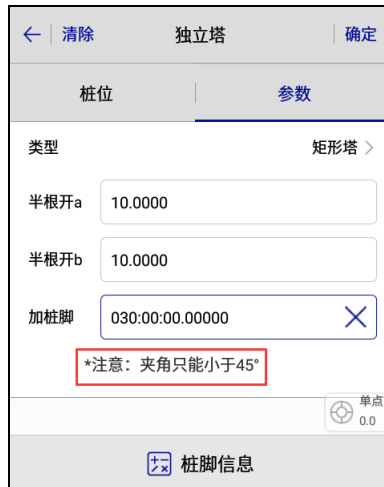 清除 独立塔 确定
桩位 参数
类型 矩形塔
半根开a 10.0000
半根开b 10.0000
加桩脚 030:00:00.00000
*注意：夹角只能小于45°
单点
0.0
桩脚信息